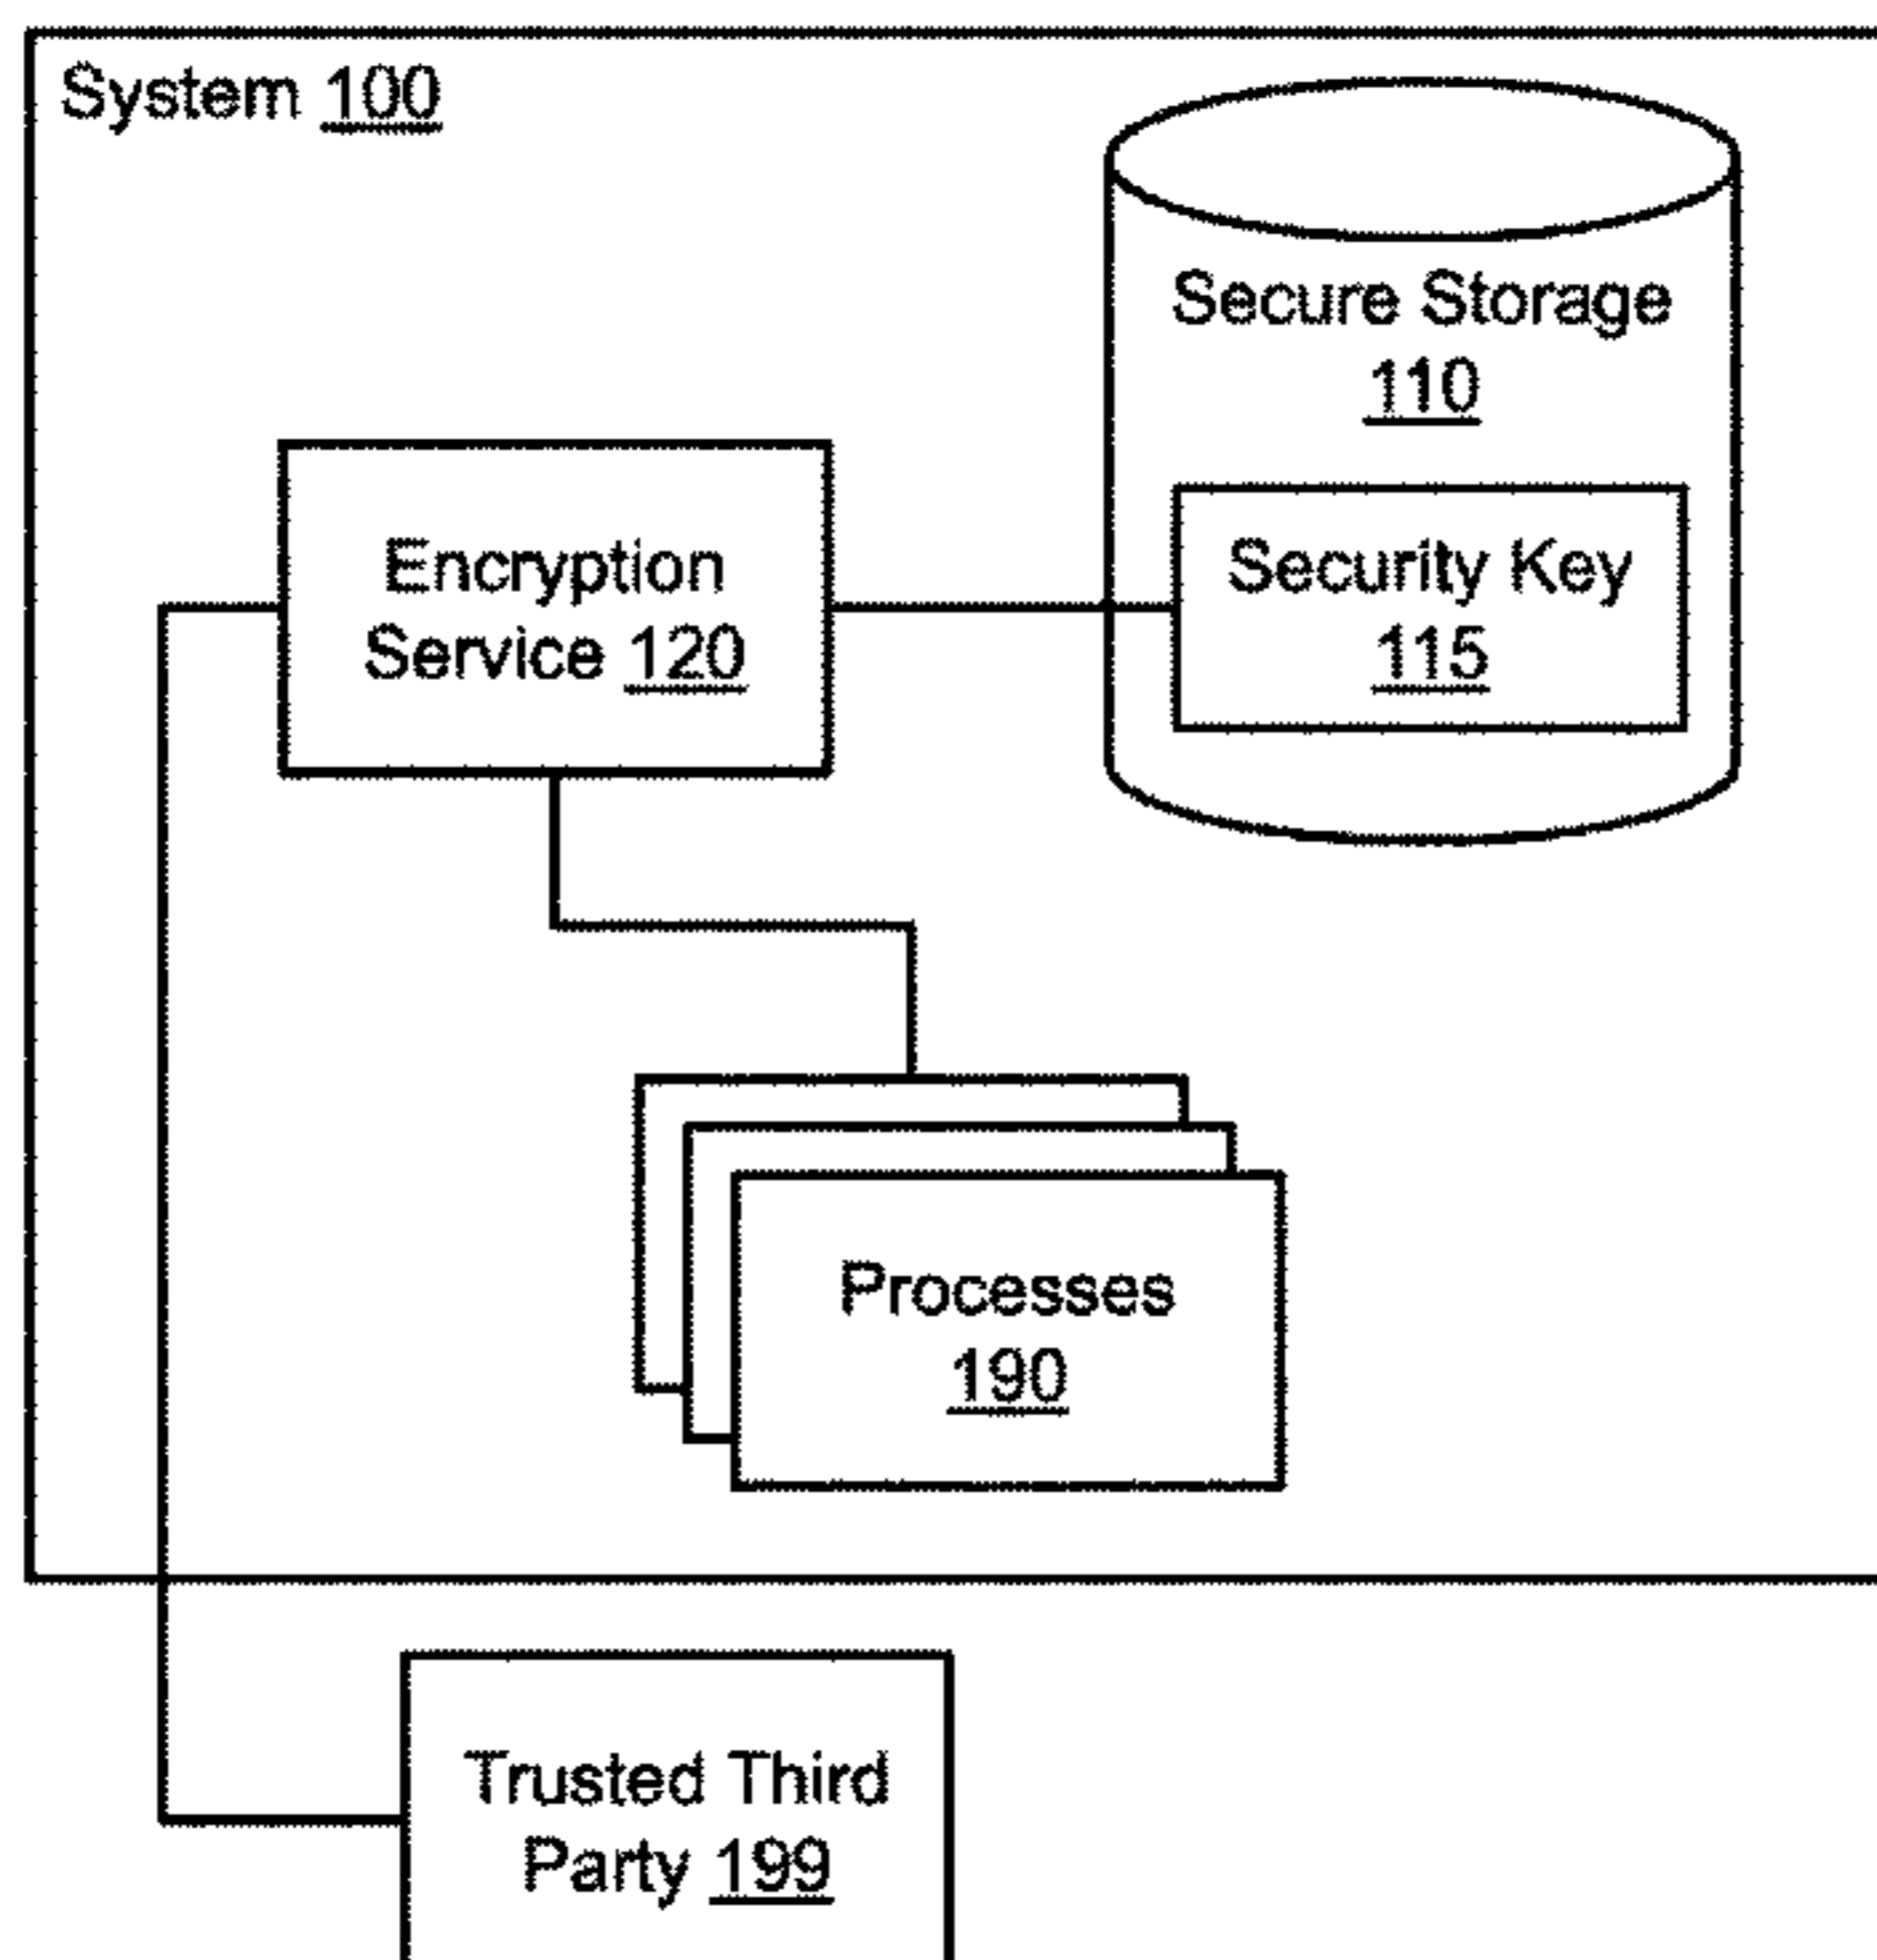 System 100
Secure Storage
110
Encryption
Service 120
Security Key
115
Processes
190
Trusted Third
Party 199